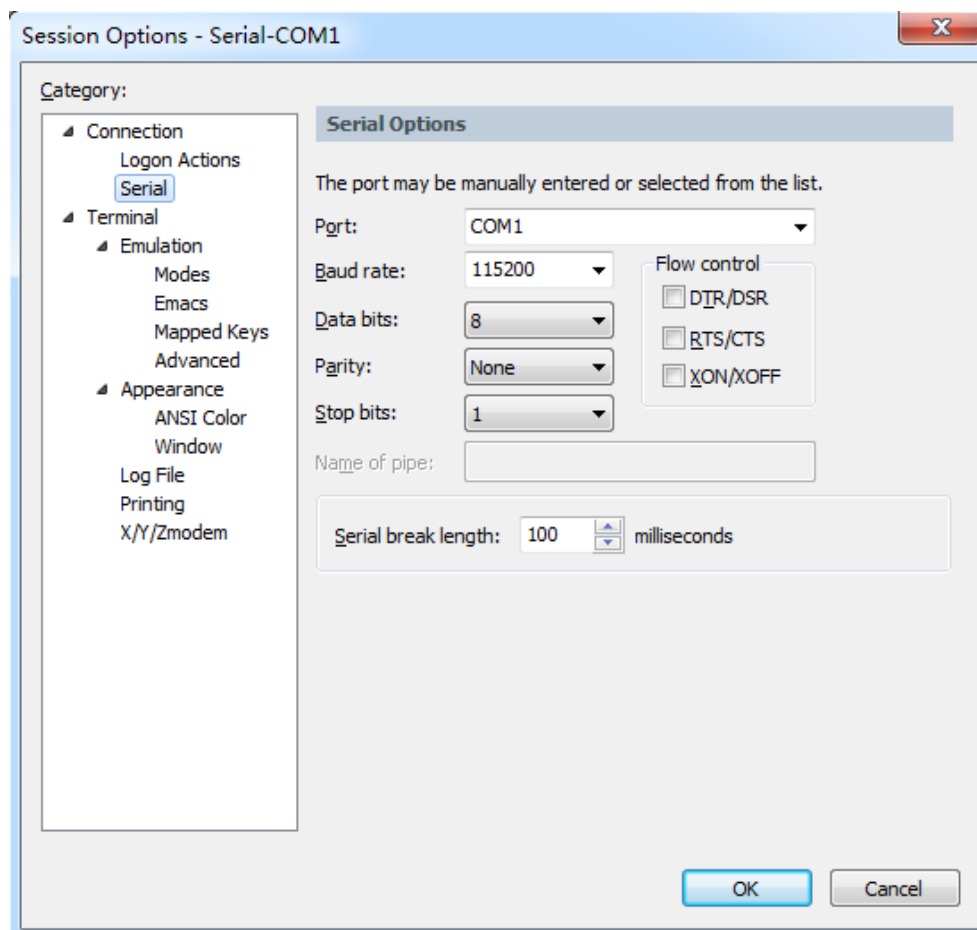 Session Options - Serial-COM1
Category:
Connection
Logon Actions
Serial
Terminal
Emulation
Modes
Emacs
Mapped Keys
Advanced
Appearance
ANSI Color
Window
Log File
Printing
X/Y/Zmodem
Serial Options
The port may be manually entered or selected from the list.
Port: COM1
Baud rate: 115200
Data bits: 8
Parity: None
Stop bits: 1
Name of pipe:
Flow control
DTR/DSR
RTS/CTS
XON/XOFF
Serial break length: 100 milliseconds
OK Cancel